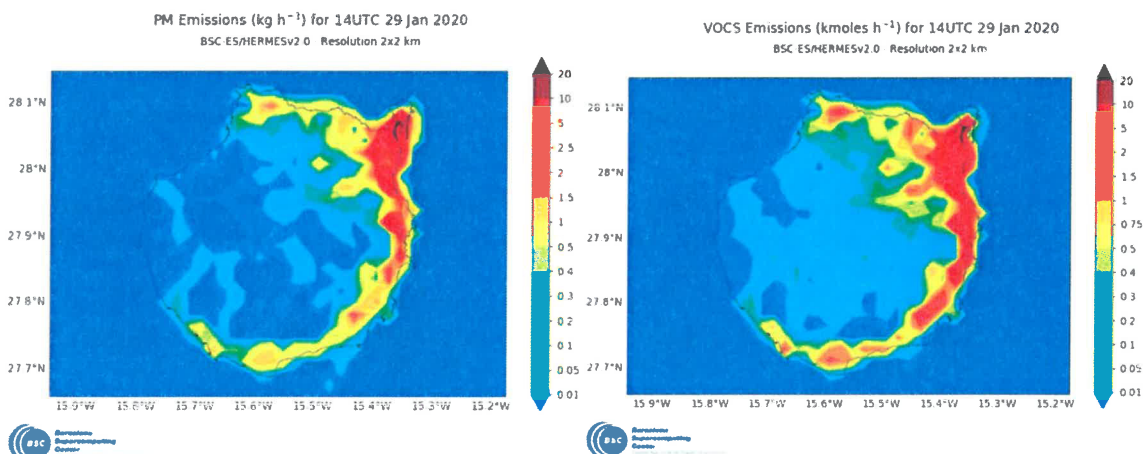 PM Emissions (kg h⁻¹) for 14UTC 29 Jan 2020
BSC-ES/HERMESv2.0 Resolution 2x2 km
28.1°N
28°N
27.9°N
27.8°N
27.7°N
15.9°W 15.8°W 15.7°W 15.6°W 15.5°W 15.4°W 15.3°W 15.2°W
20
10
5
2.5
1.5
1
0.5
0.4
0.3
0.2
0.1
0.05
0.01
BSC
Barcelona
Supercomputing
Center
VOCS Emissions (kmoles h⁻¹) for 14UTC 29 Jan 2020
BSC-ES/HERMESv2.0 Resolution 2x2 km
28.1°N
28°N
27.9°N
27.8°N
27.7°N
15.9°W 15.8°W 15.7°W 15.6°W 15.5°W 15.4°W 15.3°W 15.2°W
20
10
5
2
1.5
1
0.75
0.5
0.4
0.3
0.2
0.1
0.05
0.01
BSC
Barcelona
Supercomputing
Center